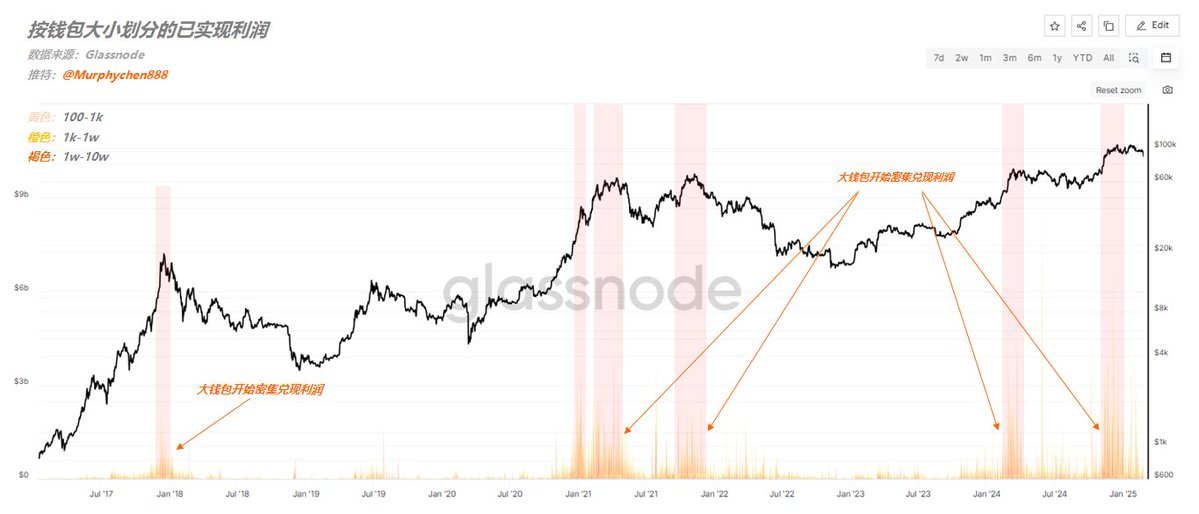 按钱包大小划分的已实现利润
数据来源：Glassnode
推特：@Murphychen888
Edit
7d 2w 1m 3m 6m 1y YTD All
Reset zoom
黄色：100-1k
橙色：1k-1w
褐色：1w-10w
大钱包开始密集兑现利润
大钱包开始密集兑现利润
glassnode
$9b
$6b
$3b
$0
$100k
$60k
$20k
$8k
$4k
$1k
$600
Jul '17 Jan '18 Jul '18 Jan '19 Jul '19 Jan '20 Jul '20 Jan '21 Jul '21 Jan '22 Jul '22 Jan '23 Jul '23 Jan '24 Jul '24 Jan '25